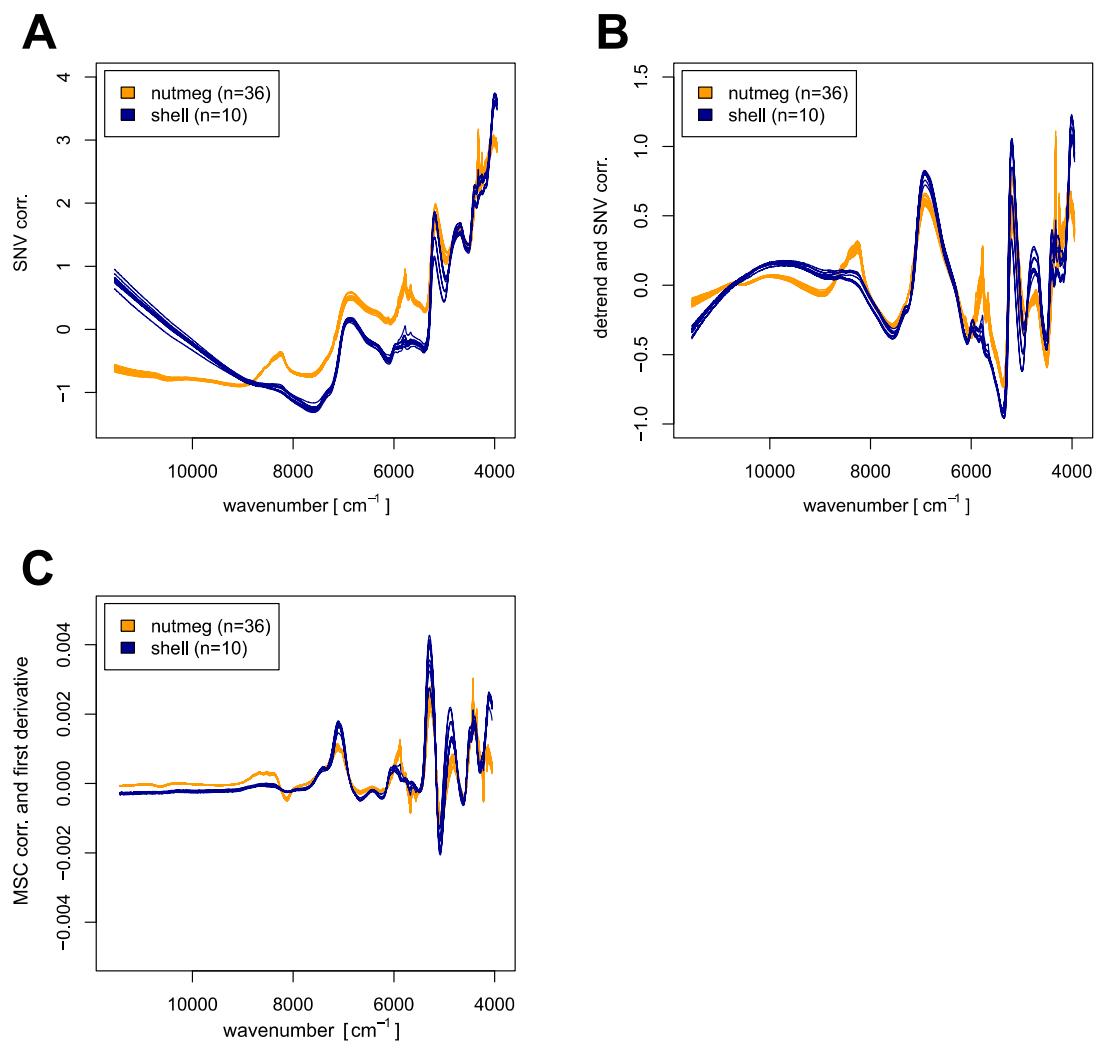 A
SNV corr.
4
3
2
1
0
−1
nutmeg (n=36)
shell (n=10)
10000 8000 6000 4000
wavenumber [ cm⁻¹ ]
B
detrend and SNV corr.
1.5
1.0
0.5
0.0
−0.5
−1.0
nutmeg (n=36)
shell (n=10)
10000 8000 6000 4000
wavenumber [ cm⁻¹ ]
C
MSC corr. and first derivative
0.004
0.002
0.000
−0.002
−0.004
nutmeg (n=36)
shell (n=10)
10000 8000 6000 4000
wavenumber [ cm⁻¹ ]